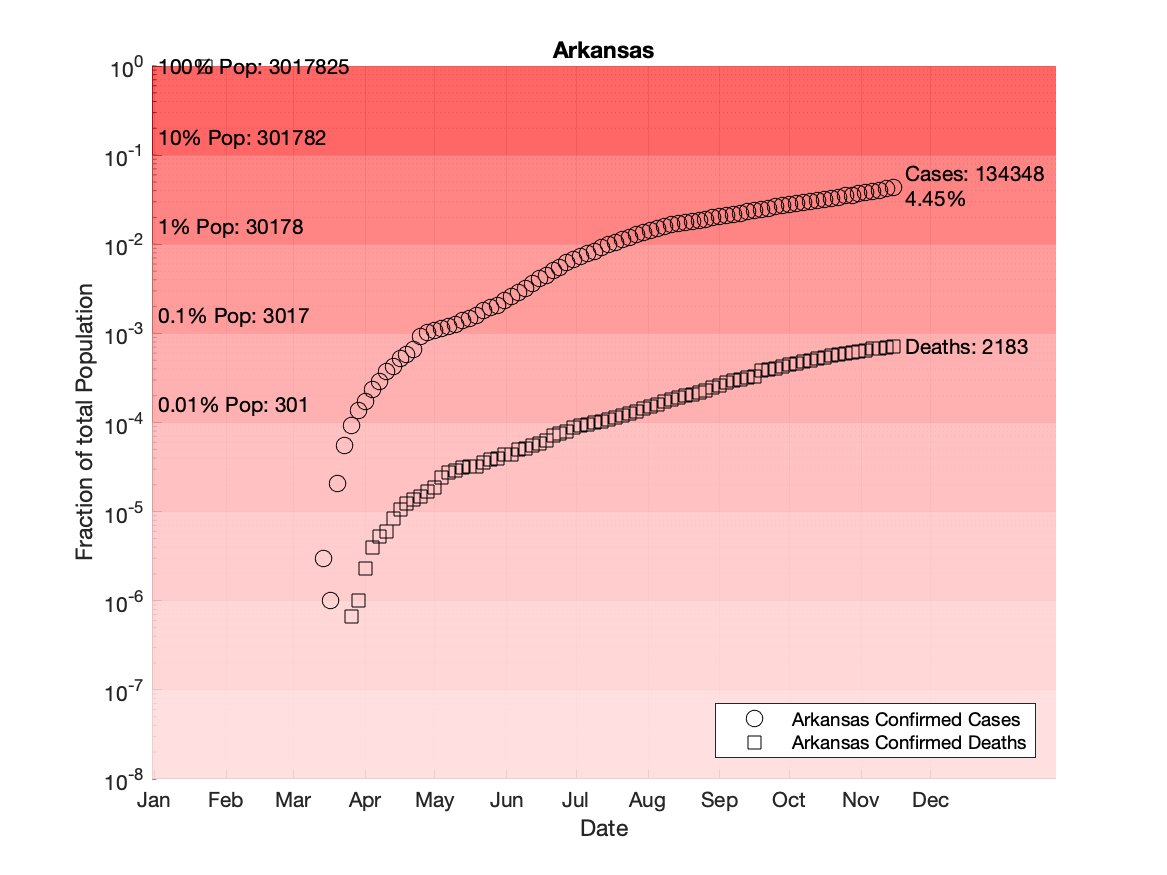 Arkansas
10^0
100% Pop: 3017825
10% Pop: 301782
10^-1
Cases: 134348
4.45%
1% Pop: 30178
10^-2
0.1% Pop: 3017
10^-3
Deaths: 2183
0.01% Pop: 301
10^-4
10^-5
10^-6
10^-7
10^-8
Fraction of total Population
Arkansas Confirmed Cases
Arkansas Confirmed Deaths
Jan Feb Mar Apr May Jun Jul Aug Sep Oct Nov Dec
Date